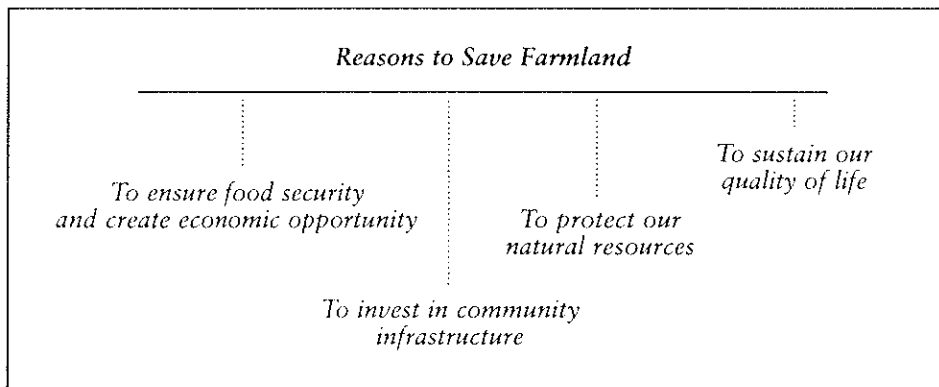 Reasons to Save Farmland
To ensure food security
and create economic opportunity
To invest in community
infrastructure
To protect our
natural resources
To sustain our
quality of life